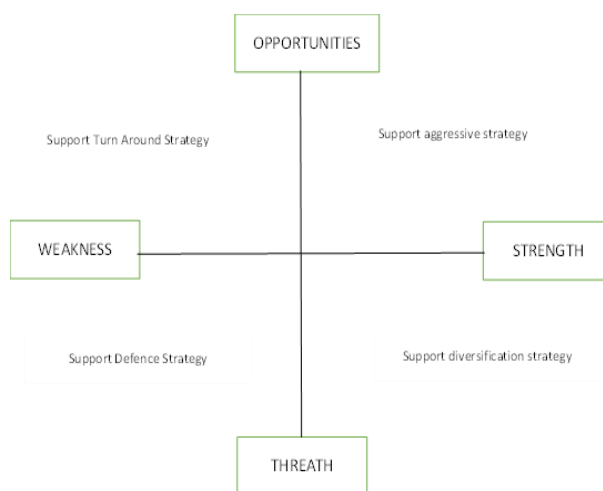 OPPORTUNITIES
Support Turn Around Strategy
Support aggressive strategy
WEAKNESS
STRENGTH
Support Defence Strategy
Support diversification strategy
THREATH